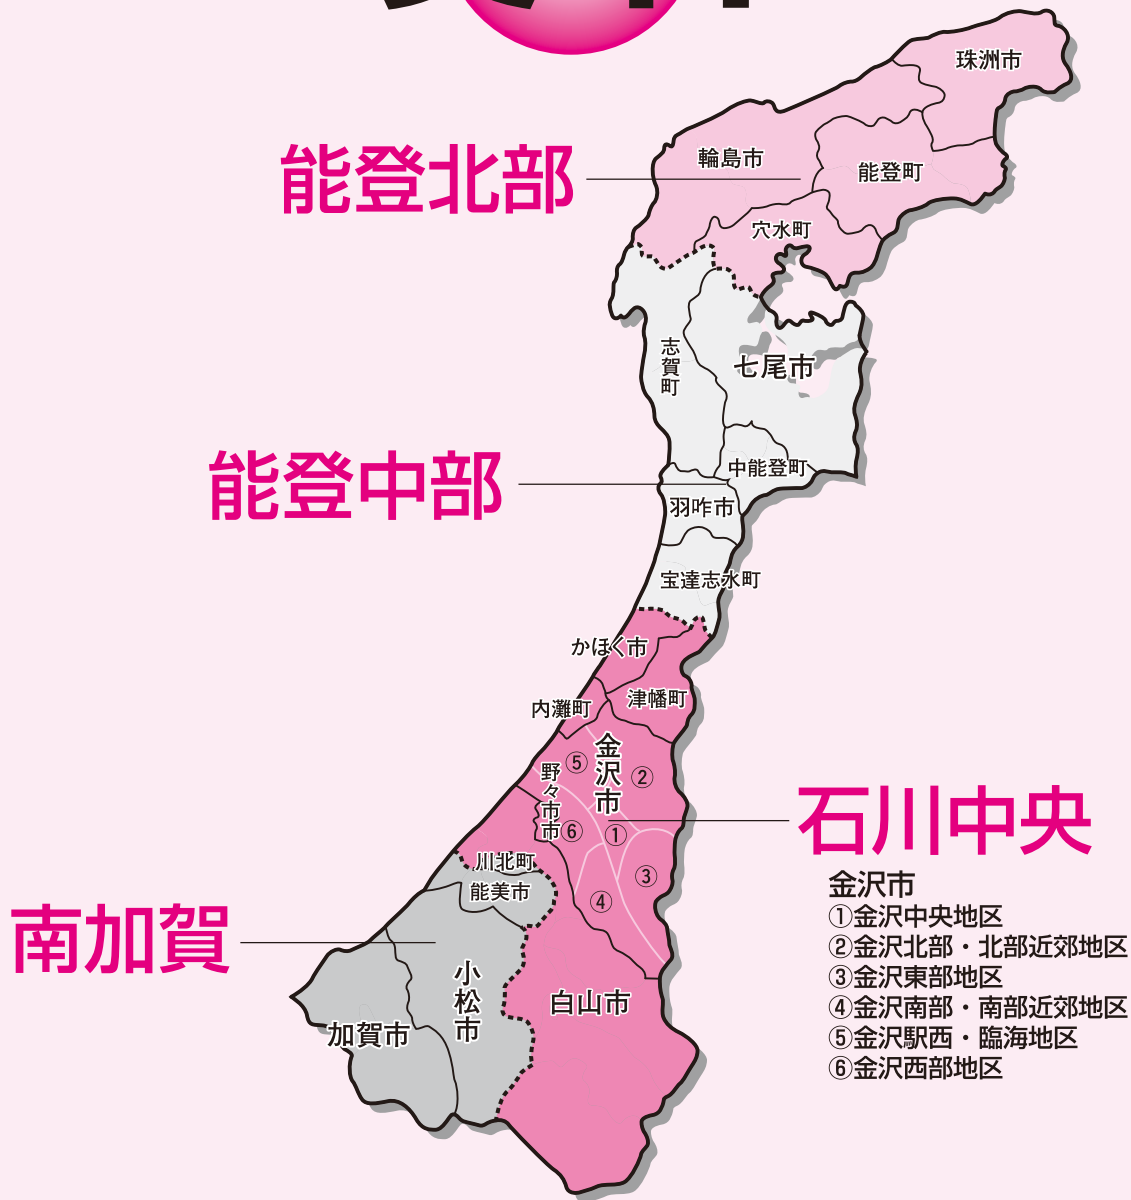 珠洲市
能登北部
輪島市
能登町
穴水町
志賀町
七尾市
能登中部
中能登町
羽咋市
宝達志水町
かほく市
津幡町
内灘町
金沢市
野々市市
⑤
②
⑥
①
③
④
石川中央
金沢市
①金沢中央地区
②金沢北部・北部近郊地区
③金沢東部地区
④金沢南部・南部近郊地区
⑤金沢駅西・臨海地区
⑥金沢西部地区
川北町
能美市
南加賀
小松市
白山市
加賀市